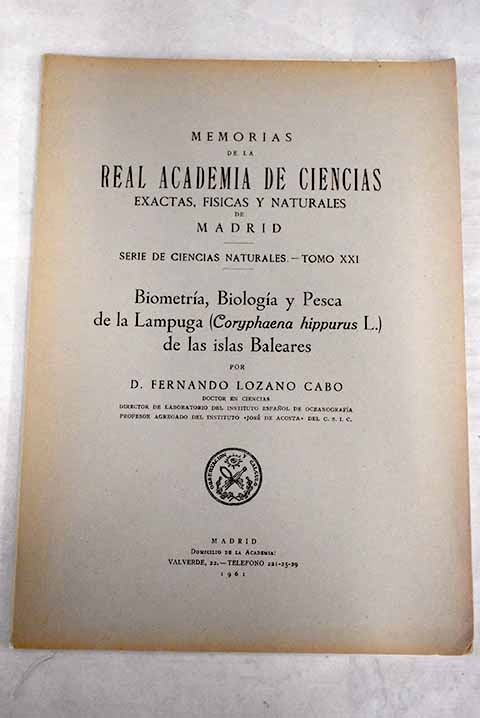 MEMORIAS
DE LA
REAL ACADEMIA DE CIENCIAS
EXACTAS, FISICAS Y NATURALES
DE
MADRID
SERIE DE CIENCIAS NATURALES. — TOMO XXI
Biometría, Biología y Pesca
de la Lampuga (Coryphaena hippurus L.)
de las islas Baleares
POR
D. FERNANDO LOZANO CABO
DOCTOR EN CIENCIAS
DIRECTOR DE LABORATORIO DEL INSTITUTO ESPAÑOL DE OCEANOGRAFÍA
PROFESOR AGREGADO DEL INSTITUTO «JOSÉ DE ACOSTA» DEL C. S. I. C.
OBSERVACION Y CALCULO
MADRID
DOMICILIO DE LA ACADEMIA:
VALVERDE, 22. — TELEFONO 221-25-29
1961